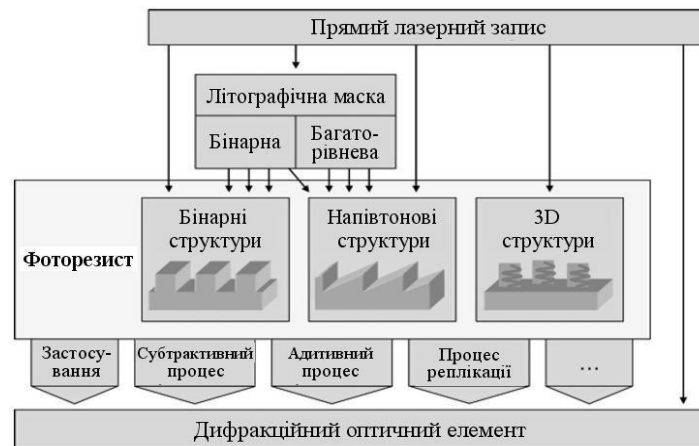 Прямий лазерний запис
Літографічна маска
Бінарна
Багато-
рівнева
Фоторезист
Бінарні
структури
Напівтонові
структури
3D
структури
Застосу-
вання
Субтрактивний
процес
Адитивний
процес
Процес
реплікації
...
Дифракційний оптичний елемент